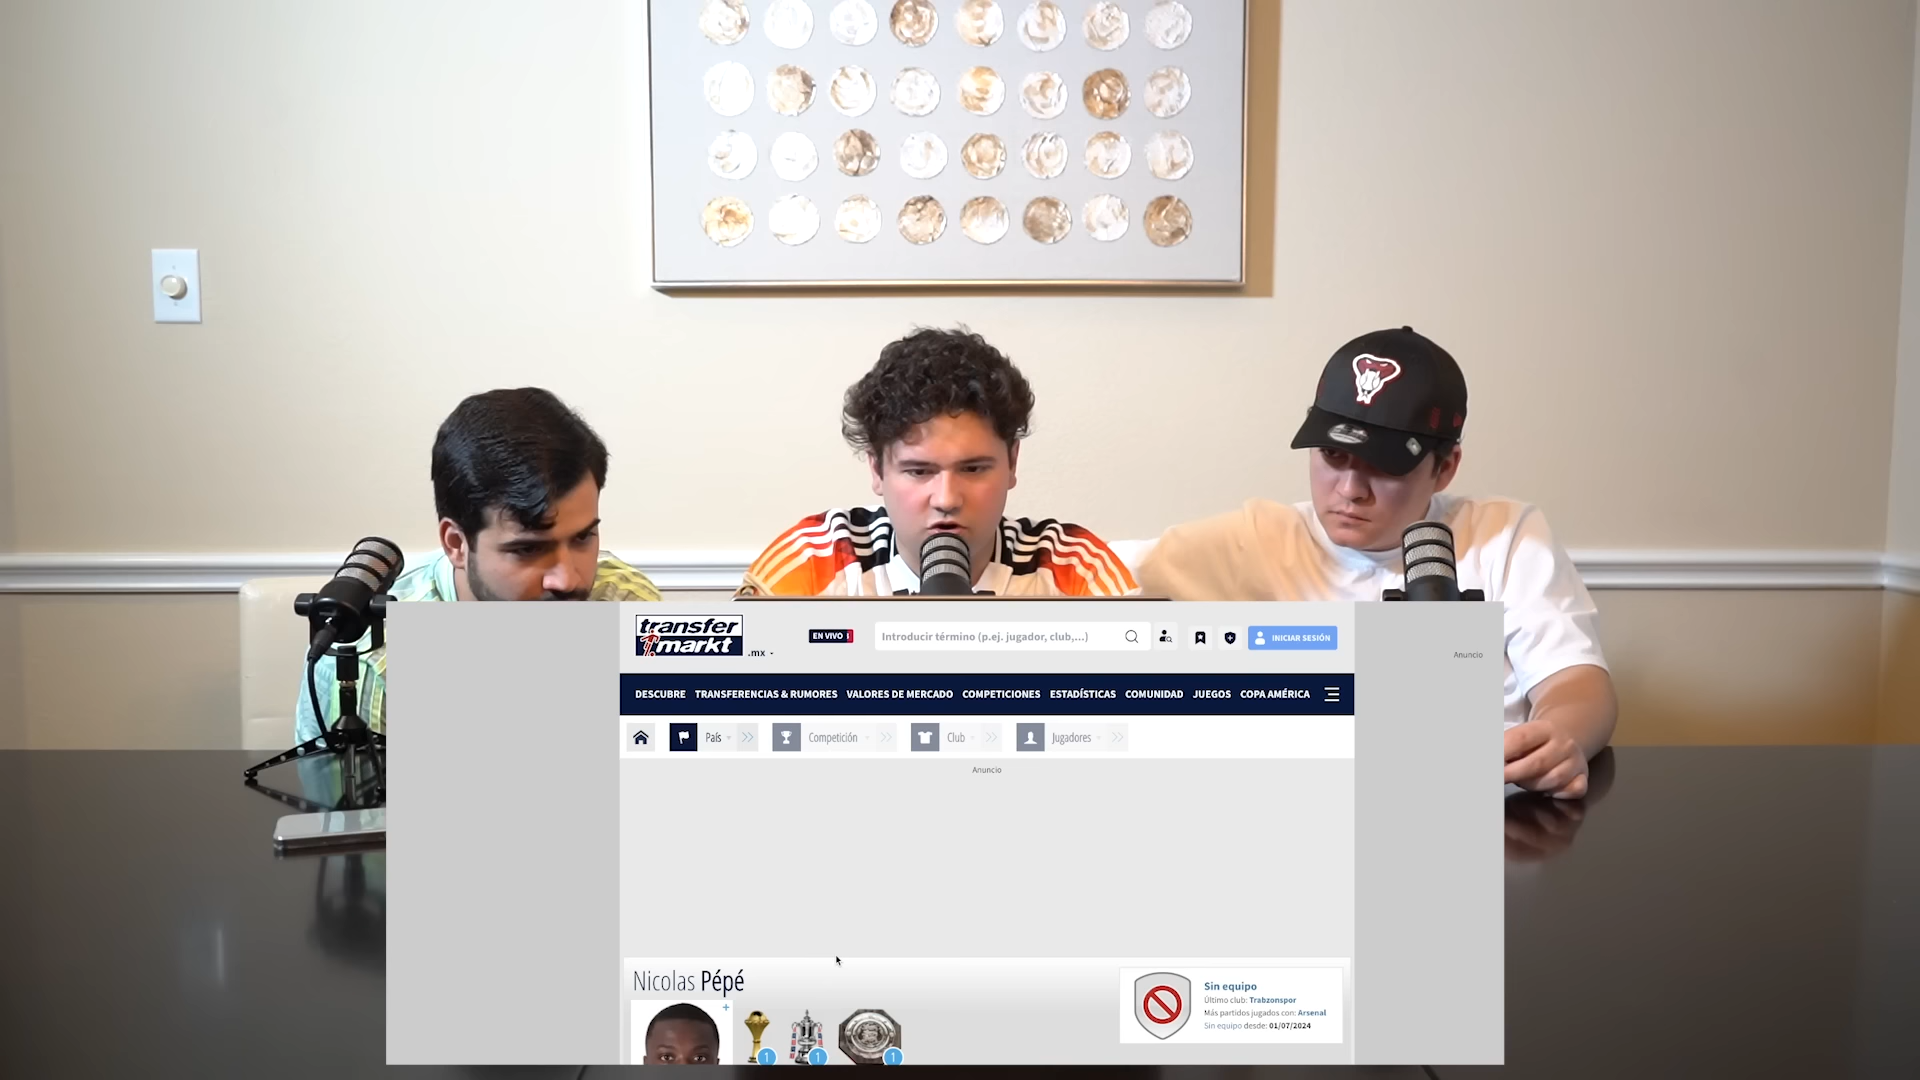 transfer
markt
.mx
EN VIVO
Introducir término (p.ej. jugador, club,...)
INICIAR SESIÓN
Anuncio
DESCUBRE TRANSFERENCIAS & RUMORES VALORES DE MERCADO COMPETICIONES ESTADÍSTICAS COMUNIDAD JUEGOS COPA AMÉRICA
País Competición Club Jugadores
Anuncio
Nicolas Pépé
Sin equipo
Último club: Trabzonspor
Más partidos jugados con: Arsenal
Sin equipo desde: 01/07/2024
1 1 1